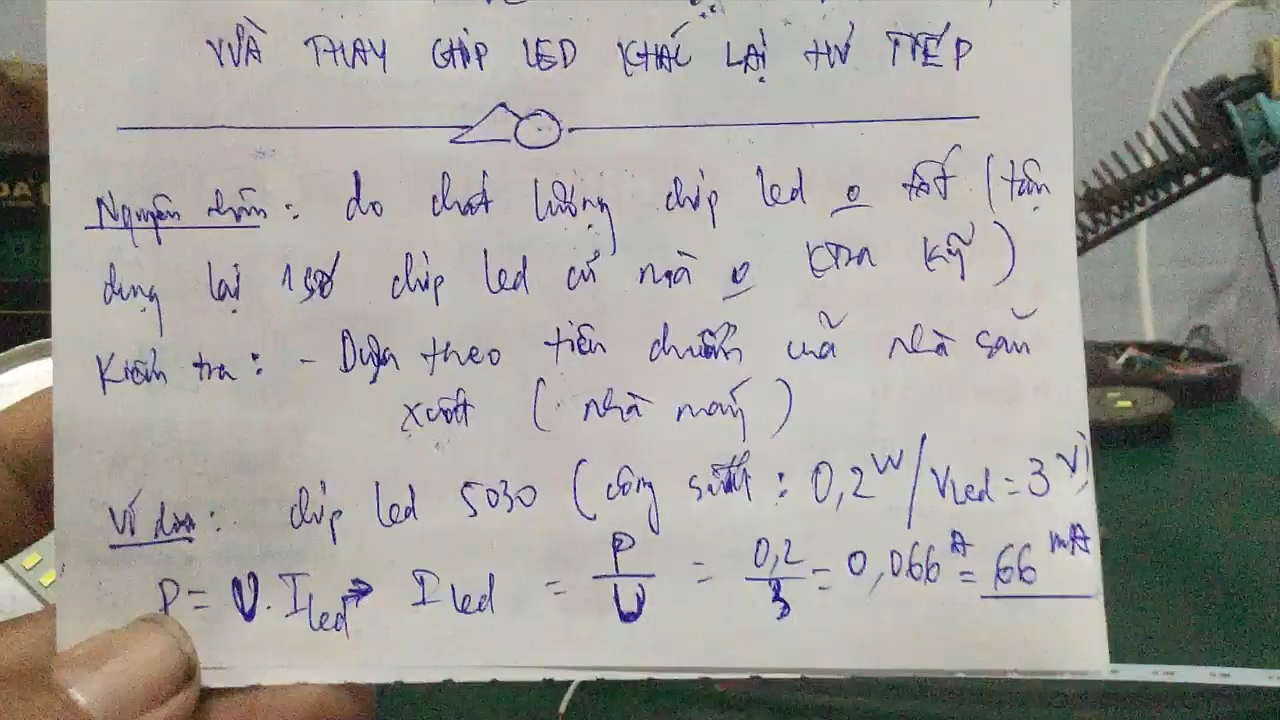 VỪA THAY CHIP LED KHÁC LẠI HƯ TIẾP
Nguyên nhân: do chất lượng chip led o tốt (tận
dụng lại 1 số chip led cũ mà o ktra kỹ)
Kiểm tra: - Dựa theo tiêu chuẩn của nhà sản
xuất (nhà máy)
Ví dụ: chip led 5030 (công suất: 0,2W/Vled=3V)
P = U.Iled → Iled = P/U = 0,2/3 = 0,066A = 66mA